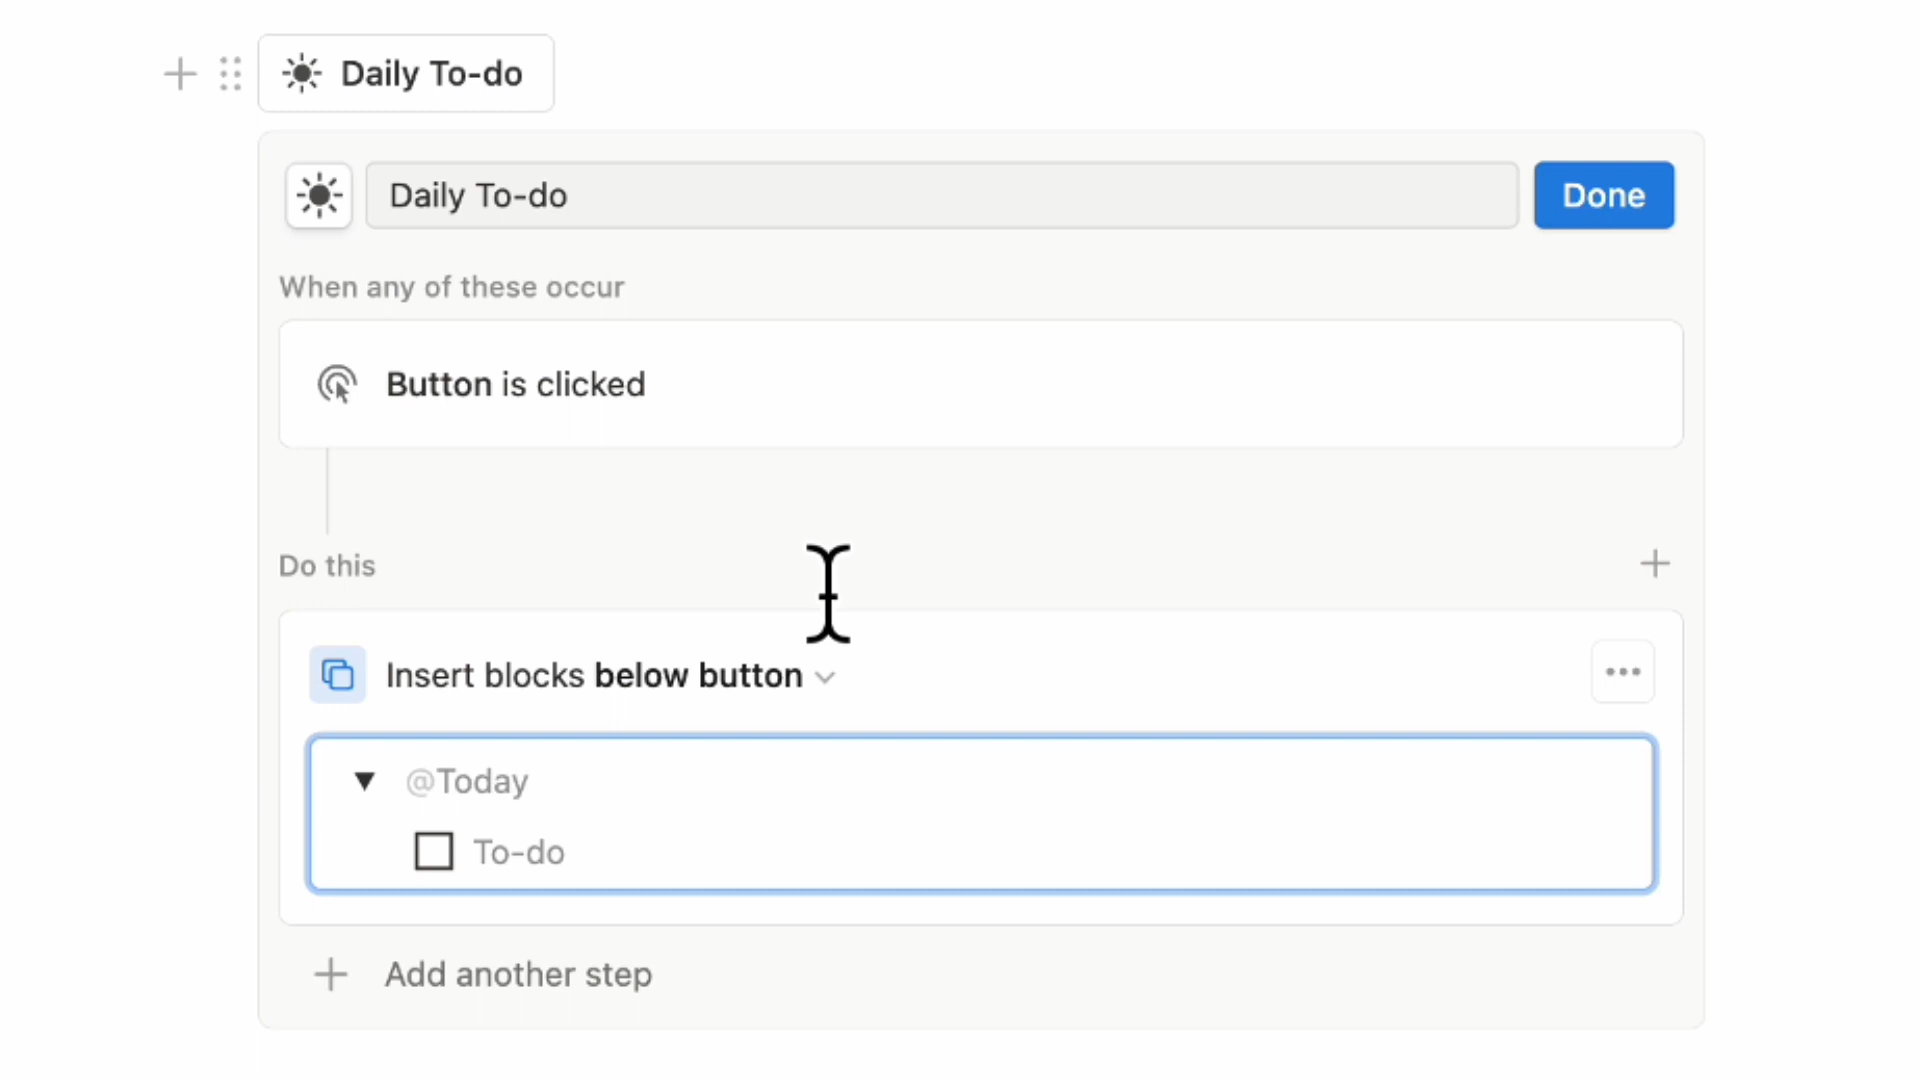 Daily To-do
Daily To-do
Done
When any of these occur
Button is clicked
Do this
Insert blocks below button
@Today
To-do
Add another step